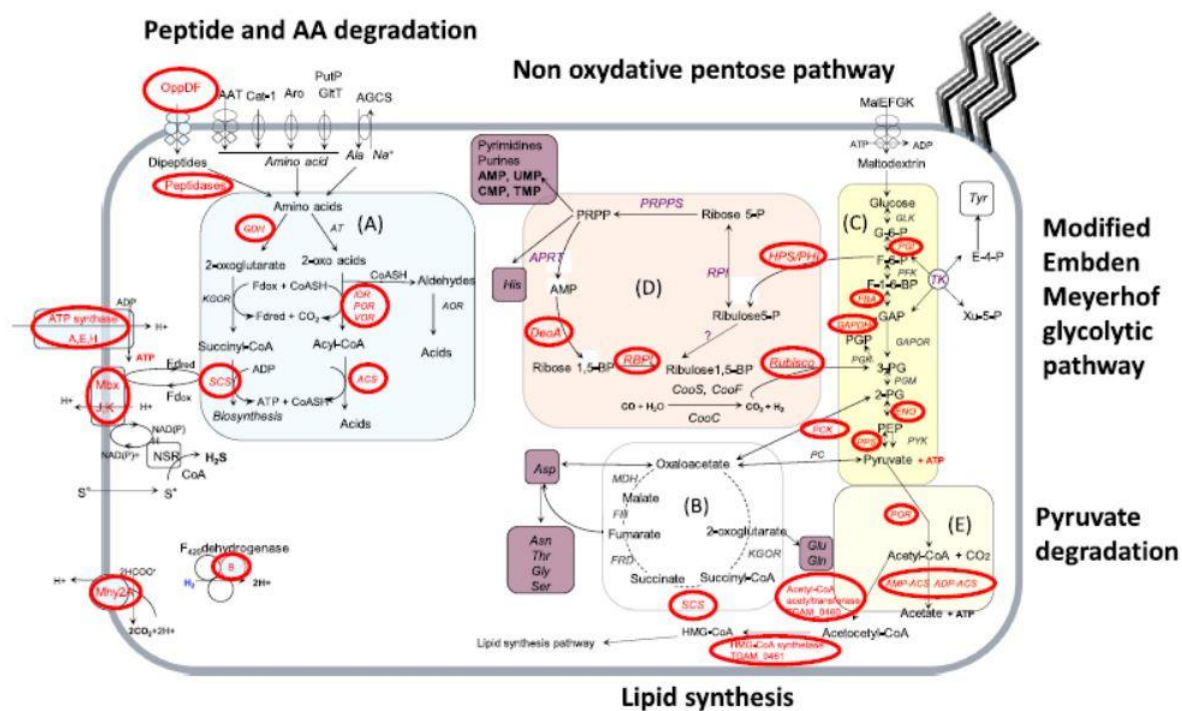 Peptide and AA degradation
Non oxydative pentose pathway
OppDF
AAT
Cat-1
Aro
PutP
GltT
AGCS
Dipeptides
Amino acid
Ala
Na+
Peptidases
Amino acids
(A)
GDH
AT
2-oxoglutarate
2-oxo acids
CoASH
Aldehydes
KGOR
Fdox + CoASH
IOR
POR
VOR
AOR
Fdred + CO2
Succinyl-CoA
Acyl-CoA
Acids
SCS
ADP
ACS
ATP + CoASH
Biosynthesis
Acids
ADP
ATP synthase
A,E,H
H+
ATP
Fdred
Fdox
Mbx
J,K
H+
H+
NAD(P)
H
NAD(P)+
NSR
H2S
CoA
S°
S°
F420dehydrogenase
B
H2
2H+
H+
2HCOO-
Mhy2A
2CO2+2H+
Pyrimidines
Purines
AMP, UMP
CMP, TMP
PRPP
PRPPS
Ribose 5-P
APRT
His
AMP
(D)
RPI
HPS/PHI
DeoA
Ribulose5-P
?
Ribose 1,5-BP
RBPI
Ribulose1,5-BP
Rubisco
CooS, CooF
CO + H2O
CO2 + H2
CooC
MalEFGK
ATP
ADP
Maltodextrin
Glucose
(C)
GLK
G-6-P
PGI
F-6-P
PFK
F-1-6-BP
FBA
GAP
GAPDH
PGP
GAPOR
PGK
3-PG
PGM
2-PG
ENO
PEP
PPS
PYK
Pyruvate + ATP
Tyr
E-4-P
TK
Xu-5-P
Modified
Embden
Meyerhof
glycolytic
pathway
PCK
PC
Oxaloacetate
Asp
MDH
Malate
(B)
FHI
Fumarate
2-oxoglutarate
Glu
Gln
KGOR
FRD
Asn
Thr
Gly
Ser
Succinate
Succinyl-CoA
SCS
POR
(E)
Acetyl-CoA + CO2
AMP-ACS, ADP-ACS
Acetate + ATP
Acetyl-CoA
acetyltransferase
TGAM_0460
Acetocetyl-CoA
HMG-CoA
HMG-CoA synthetase
TGAM_0461
Lipid synthesis pathway
Pyruvate
degradation
Lipid synthesis